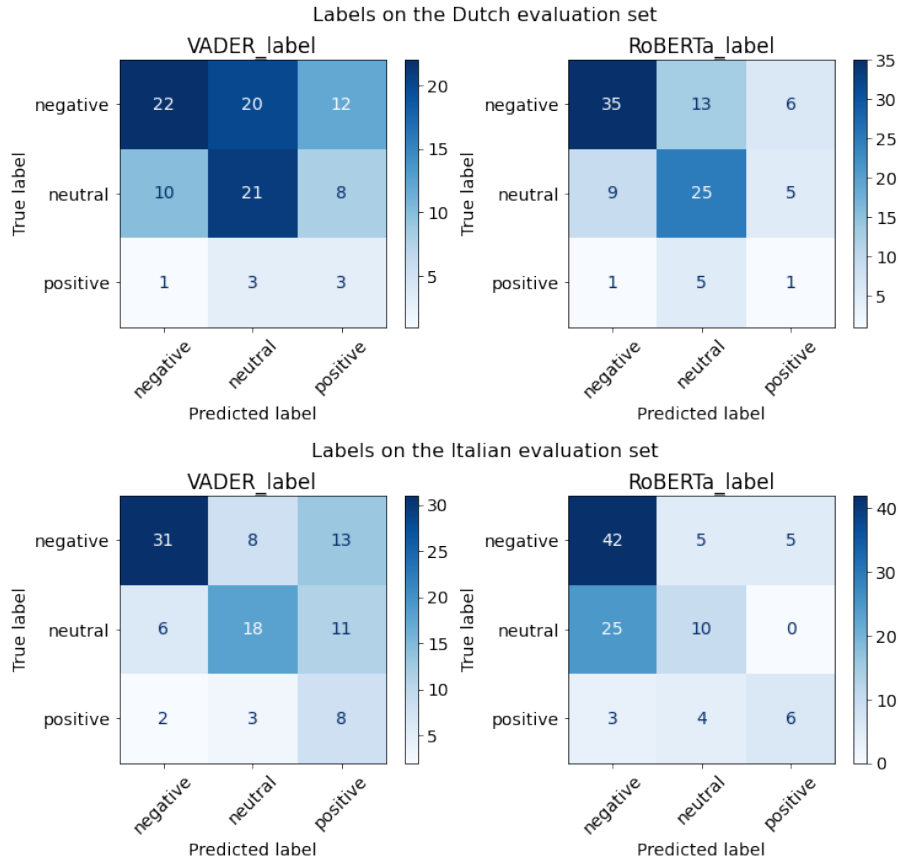 Labels on the Dutch evaluation set
VADER_label
RoBERTa_label
True label
negative
neutral
positive
22 20 12
10 21 8
1 3 3
20
15
10
5
negative neutral positive
Predicted label
True label
negative
neutral
positive
35 13 6
9 25 5
1 5 1
35
30
25
20
15
10
5
negative neutral positive
Predicted label
Labels on the Italian evaluation set
VADER_label
RoBERTa_label
True label
negative
neutral
positive
31 8 13
6 18 11
2 3 8
30
25
20
15
10
5
negative neutral positive
Predicted label
True label
negative
neutral
positive
42 5 5
25 10 0
3 4 6
40
30
20
10
0
negative neutral positive
Predicted label